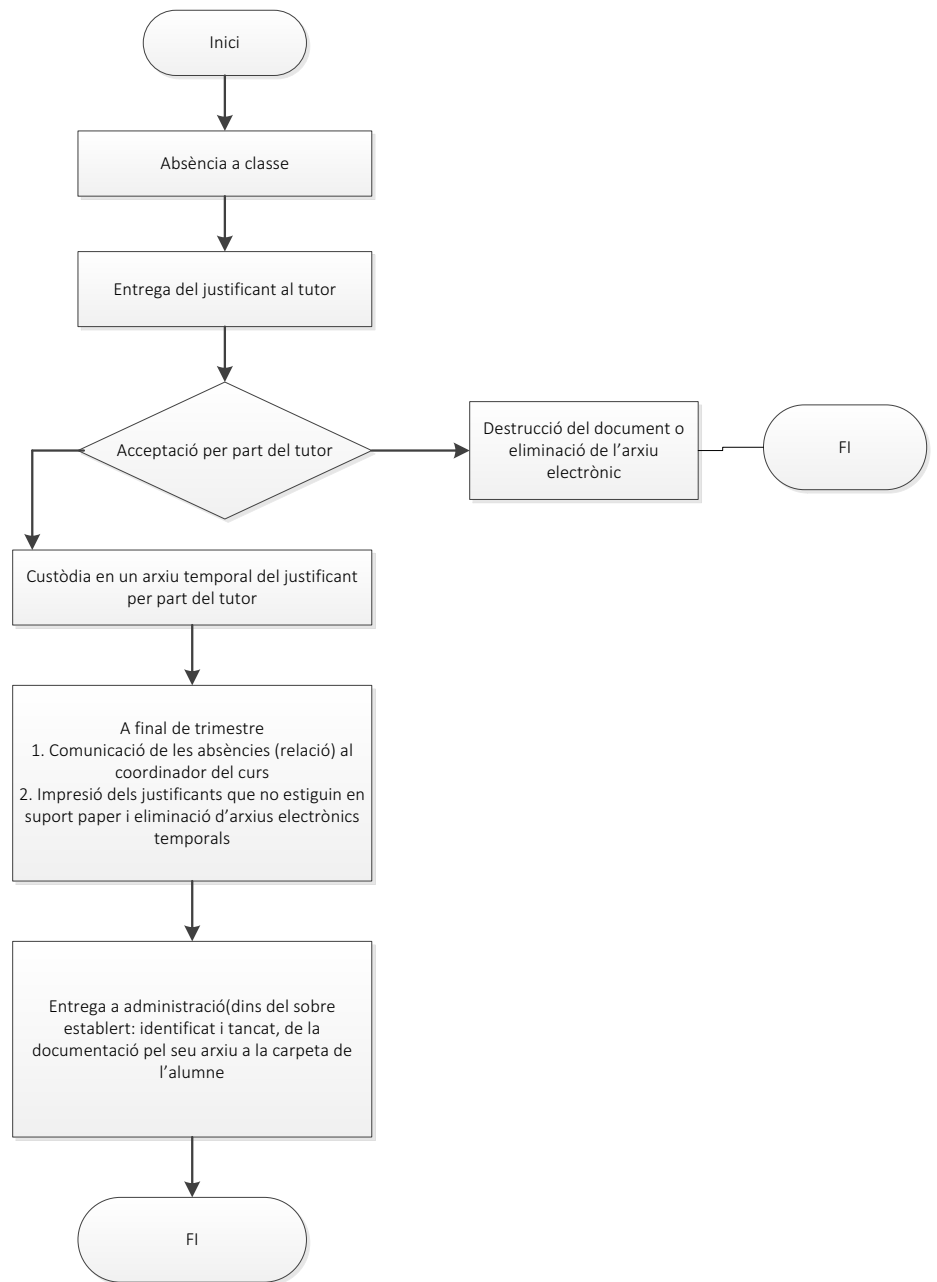 Inici
Absència a classe
Entrega del justificant al tutor
Acceptació per part del tutor
Destrucció del document o
eliminació de l’arxiu
electrònic
FI
Custòdia en un arxiu temporal del justificant
per part del tutor
A final de trimestre
1. Comunicació de les absències (relació) al
coordinador del curs
2. Impresió dels justificants que no estiguin en
suport paper i eliminació d’arxius electrònics
temporals
Entrega a administració(dins del sobre
establert: identificat i tancat, de la
documentació pel seu arxiu a la carpeta de
l’alumne
FI